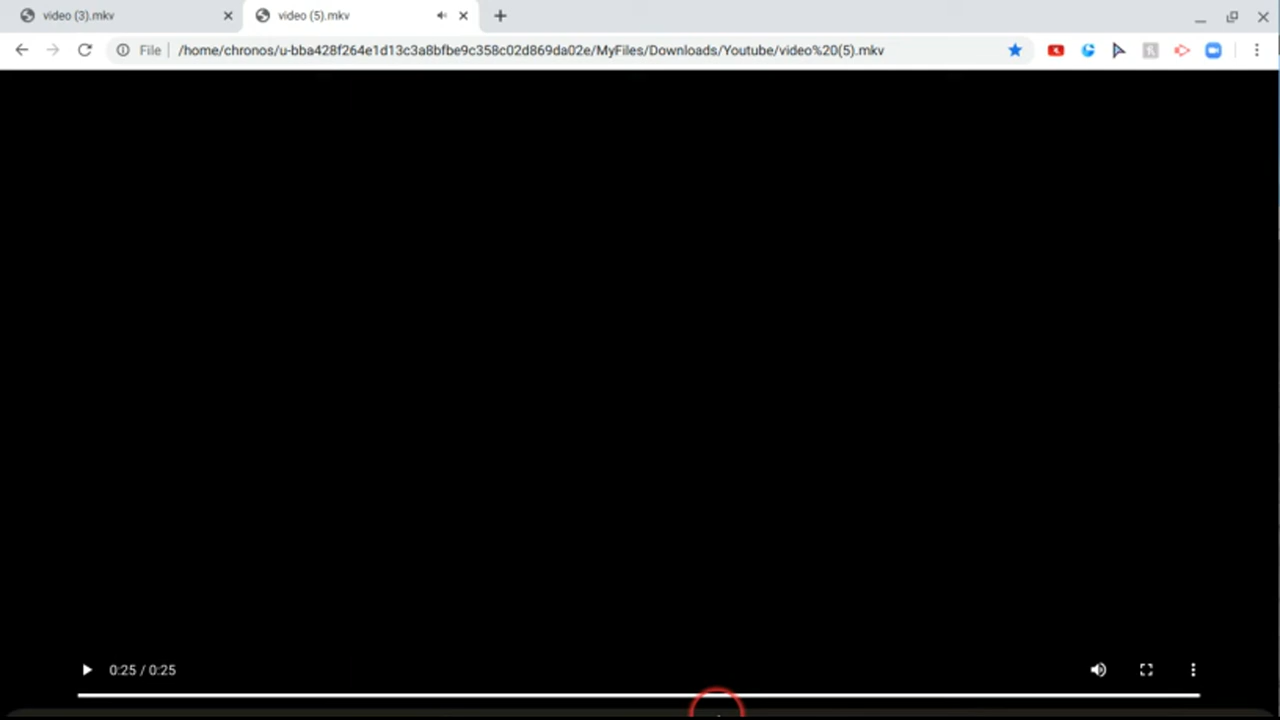 video (3).mkv
video (5).mkv
File
/home/chronos/u-bba428f264e1d13c3a8bfbe9c358c02d869da02e/MyFiles/Downloads/Youtube/video%20(5).mkv
0:25 / 0:25